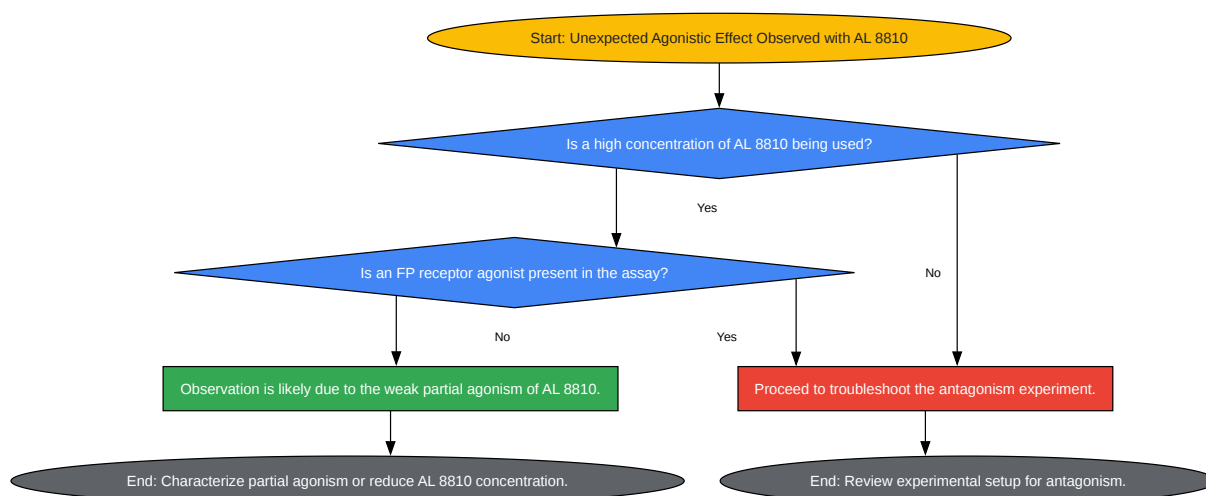 Start: Unexpected Agonistic Effect Observed with AL 8810
Is a high concentration of AL 8810 being used?
Yes
Is an FP receptor agonist present in the assay?
No
No
Yes
Observation is likely due to the weak partial agonism of AL 8810.
Proceed to troubleshoot the antagonism experiment.
End: Characterize partial agonism or reduce AL 8810 concentration.
End: Review experimental setup for antagonism.